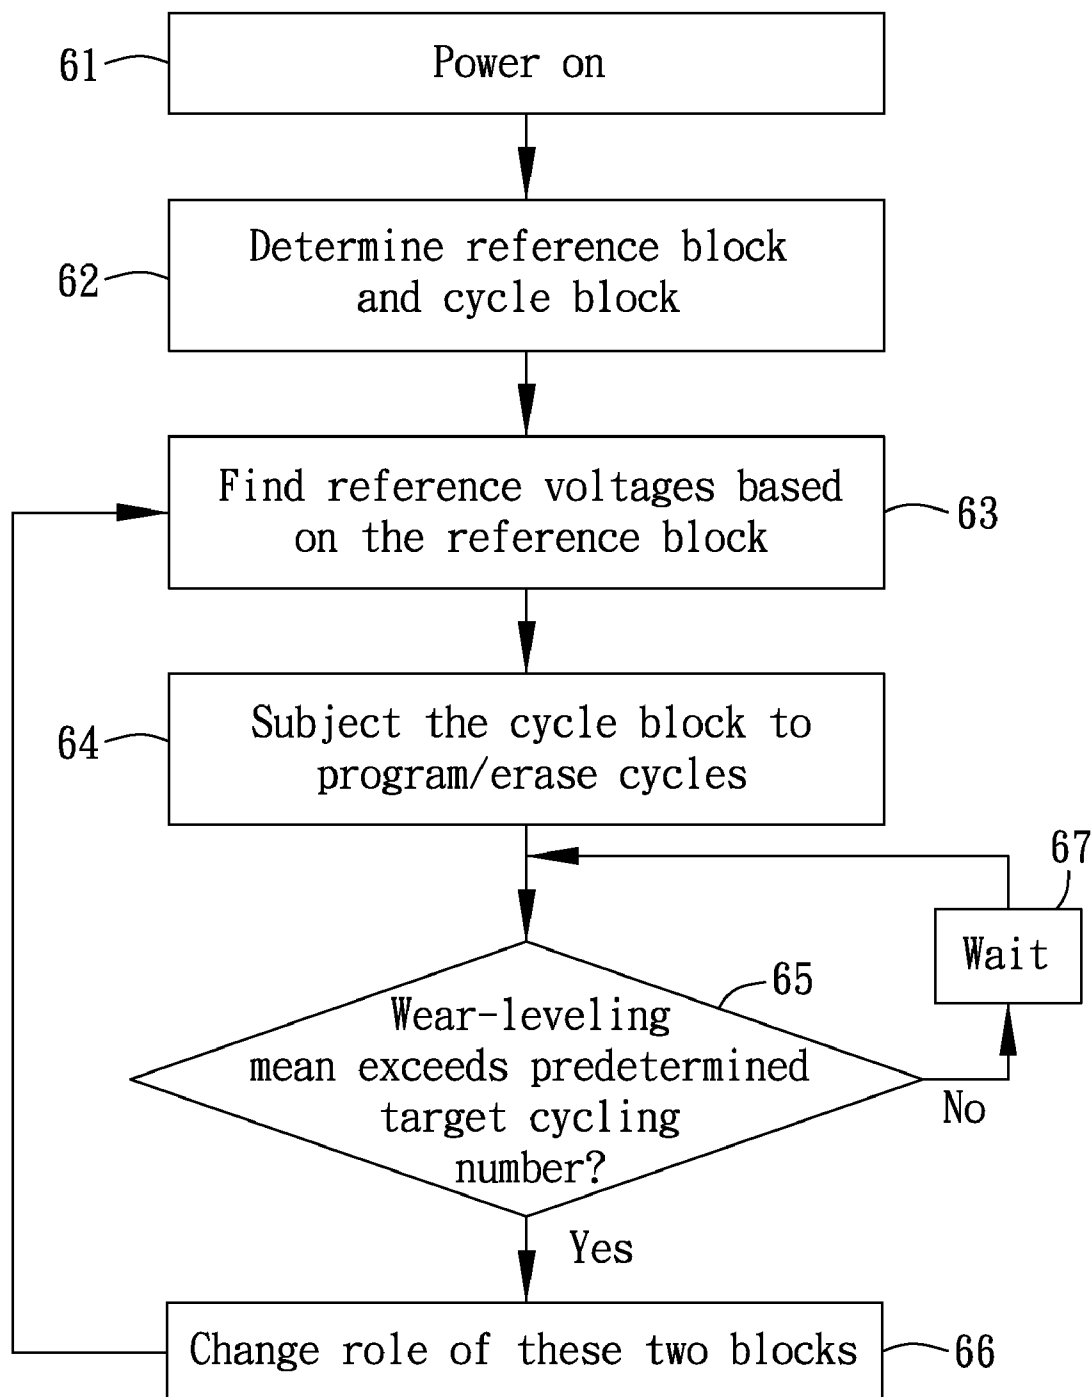 61
Power on
62
Determine reference block
and cycle block
Find reference voltages based
on the reference block
63
64
Subject the cycle block to
program/erase cycles
67
Wait
65
Wear-leveling
mean exceeds predetermined
target cycling
number?
No
Yes
Change role of these two blocks
66